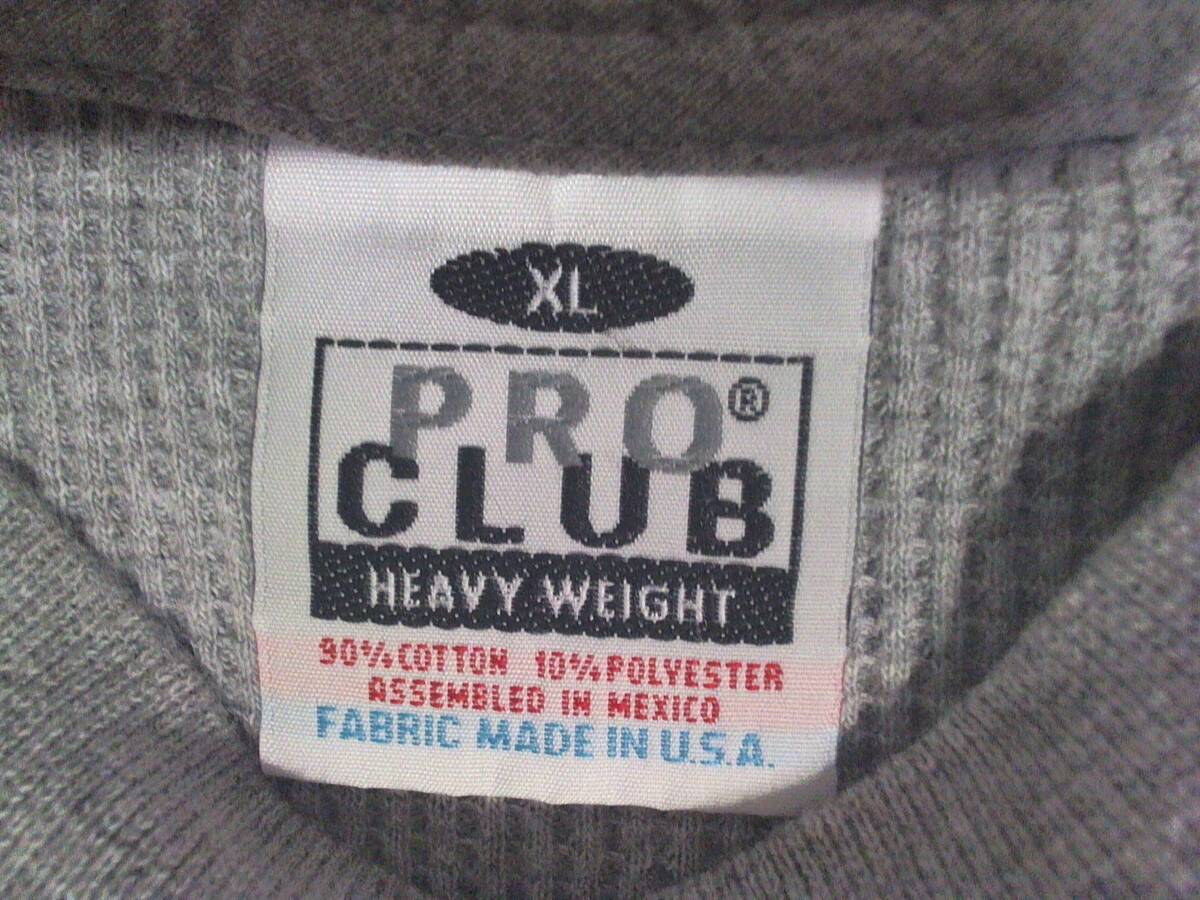 XL
PRO®
CLUB
HEAVY WEIGHT
90% COTTON 10% POLYESTER
ASSEMBLED IN MEXICO
FABRIC MADE IN U.S.A.